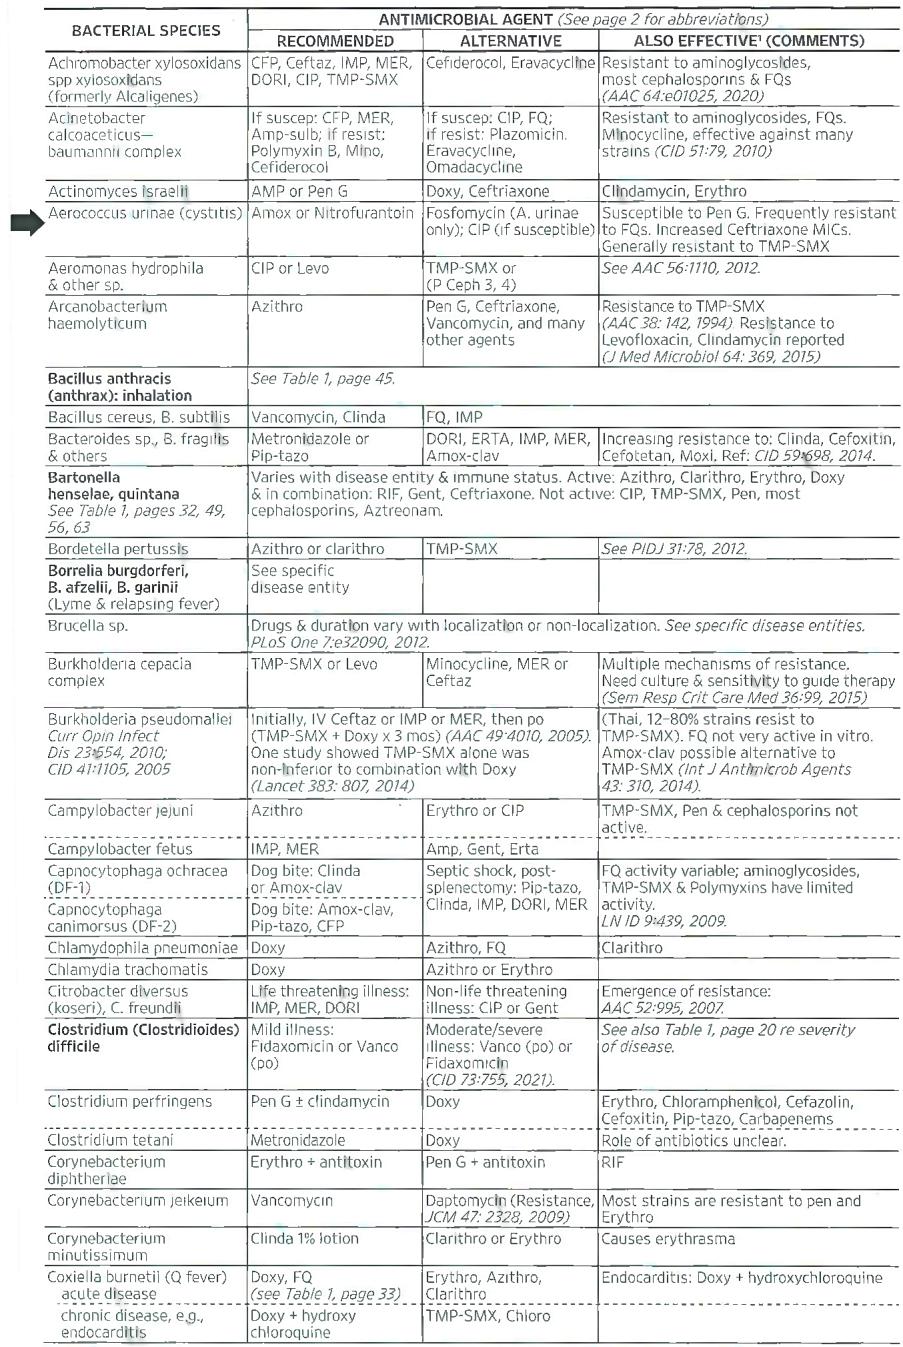 BACTERIAL SPECIES
ANTIMICROBIAL AGENT (See page 2 for abbreviations)
RECOMMENDED
ALTERNATIVE
ALSO EFFECTIVE¹ (COMMENTS)
Achromobacter xylosoxidans
spp xylosoxidans
(formerly Alcaligenes)
CFP, Ceftaz, IMP, MER,
DORI, CIP, TMP-SMX
Cefiderocol, Eravacycline
Resistant to aminoglycosides,
most cephalosporins & FQs
(AAC 64:e01025, 2020)
Acinetobacter
calcoaceticus—
baumannii complex
If suscep: CFP, MER,
Amp-sulb; if resist:
Polymyxin B, Mino,
Cefiderocol
If suscep: CIP, FQ;
if resist: Plazomicin.
Eravacycline,
Omadacycline
Resistant to aminoglycosides, FQs.
Minocycline, effective against many
strains (CID 51:79, 2010)
Actinomyces israelii
AMP or Pen G
Doxy, Ceftriaxone
Clindamycin, Erythro
Aerococcus urinae (cystitis)
Amox or Nitrofurantoin
Fosfomycin (A. urinae
only); CIP (if susceptible)
Susceptible to Pen G. Frequently resistant
to FQs. Increased Ceftriaxone MICs.
Generally resistant to TMP-SMX
Aeromonas hydrophila
& other sp.
CIP or Levo
TMP-SMX or
(P Ceph 3, 4)
See AAC 56:1110, 2012.
Arcanobacterium
haemolyticum
Azithro
Pen G, Ceftriaxone,
Vancomycin, and many
other agents
Resistance to TMP-SMX
(AAC 38: 142, 1994) Resistance to
Levofloxacin, Clindamycin reported
(J Med Microbiol 64: 369, 2015)
Bacillus anthracis
(anthrax): inhalation
See Table 1, page 45.
Bacillus cereus, B. subtilis
Vancomycin, Clinda
FQ, IMP
Bacteroides sp., B. fragilis
& others
Metronidazole or
Pip-tazo
DORI, ERTA, IMP, MER,
Amox-clav
Increasing resistance to: Clinda, Cefoxitin,
Cefotetan, Moxi. Ref: CID 59:698, 2014.
Bartonella
henselae, quintana
See Table 1, pages 32, 49,
56, 63
Varies with disease entity & immune status. Active: Azithro, Clarithro, Erythro, Doxy
& in combination: RIF, Gent, Ceftriaxone. Not active: CIP, TMP-SMX, Pen, most
cephalosporins, Aztreonam.
Bordetella pertussis
Azithro or clarithro
TMP-SMX
See PIDJ 31:78, 2012.
Borrelia burgdorferi,
B. afzelii, B. garinii
(Lyme & relapsing fever)
See specific
disease entity
Brucella sp.
Drugs & duration vary with localization or non-localization. See specific disease entities.
PLoS One 7:e32090, 2012.
Burkholderia cepacia
complex
TMP-SMX or Levo
Minocycline, MER or
Ceftaz
Multiple mechanisms of resistance.
Need culture & sensitivity to guide therapy
(Sem Resp Crit Care Med 36:99, 2015)
Burkholderia pseudomallei
Curr Opin Infect
Dis 23:554, 2010;
CID 41:1105, 2005
Initially, IV Ceftaz or IMP or MER, then po
(TMP-SMX + Doxy x 3 mos) (AAC 49:4010, 2005).
One study showed TMP-SMX alone was
non-inferior to combination with Doxy
(Lancet 383: 807, 2014)
(Thai, 12–80% strains resist to
TMP-SMX). FQ not very active in vitro.
Amox-clav possible alternative to
TMP-SMX (Int J Antimicrob Agents
43: 310, 2014).
Campylobacter jejuni
Azithro
Erythro or CIP
TMP-SMX, Pen & cephalosporins not
active.
Campylobacter fetus
IMP, MER
Amp, Gent, Erta
Capnocytophaga ochracea
(DF-1)
Dog bite: Clinda
or Amox-clav
Septic shock, post-
splenectomy: Pip-tazo,
Clinda, IMP, DORI, MER
FQ activity variable; aminoglycosides,
TMP-SMX & Polymyxins have limited
activity.
LN ID 9:439, 2009.
Capnocytophaga
canimorsus (DF-2)
Dog bite: Amox-clav,
Pip-tazo, CFP
Chlamydophila pneumoniae
Doxy
Azithro, FQ
Clarithro
Chlamydia trachomatis
Doxy
Azithro or Erythro
Citrobacter diversus
(koseri), C. freundii
Life threatening illness:
IMP, MER, DORI
Non-life threatening
illness: CIP or Gent
Emergence of resistance:
AAC 52:995, 2007.
Clostridium (Clostridioides)
difficile
Mild illness:
Fidaxomicin or Vanco
(po)
Moderate/severe
illness: Vanco (po) or
Fidaxomicin
(CID 73:755, 2021).
See also Table 1, page 20 re severity
of disease.
Clostridium perfringens
Pen G ± clindamycin
Doxy
Erythro, Chloramphenicol, Cefazolin,
Cefoxitin, Pip-tazo, Carbapenems
Clostridium tetani
Metronidazole
Doxy
Role of antibiotics unclear.
Corynebacterium
diphtheriae
Erythro + antitoxin
Pen G + antitoxin
RIF
Corynebacterium jeikeium
Vancomycin
Daptomycin (Resistance,
JCM 47: 2328, 2009)
Most strains are resistant to pen and
Erythro
Corynebacterium
minutissimum
Clinda 1% lotion
Clarithro or Erythro
Causes erythrasma
Coxiella burnetii (Q fever)
acute disease
Doxy, FQ
(see Table 1, page 33)
Erythro, Azithro,
Clarithro
Endocarditis: Doxy + hydroxychloroquine
chronic disease, e.g.,
endocarditis
Doxy + hydroxy
chloroquine
TMP-SMX, Chloro